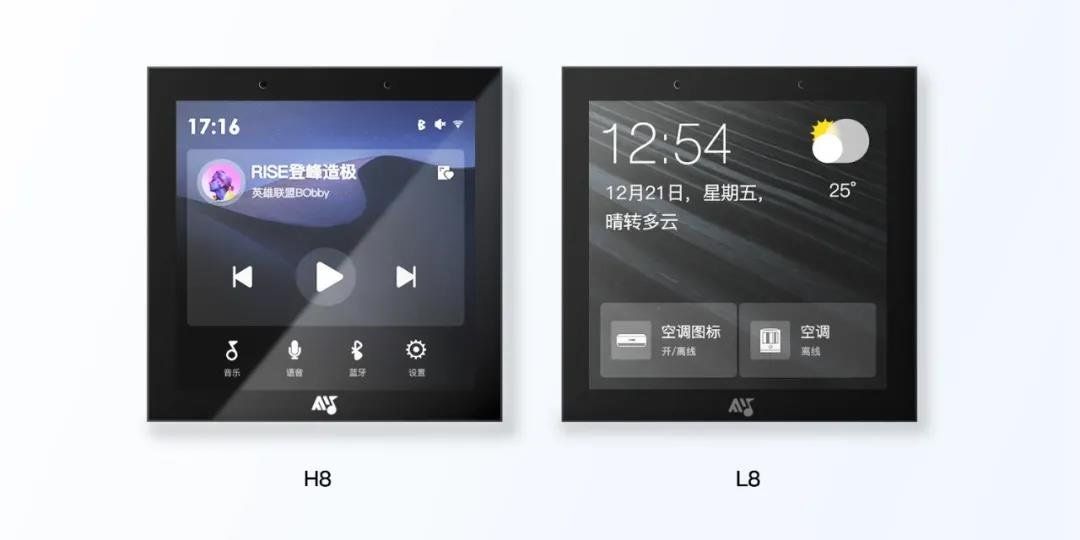 17:16
RISE登峰造极
英雄联盟BObby
音乐
语音
蓝牙
设置
H8
12:54
25°
12月21日，星期五，
晴转多云
空调图标
开/离线
空调
离线
L8